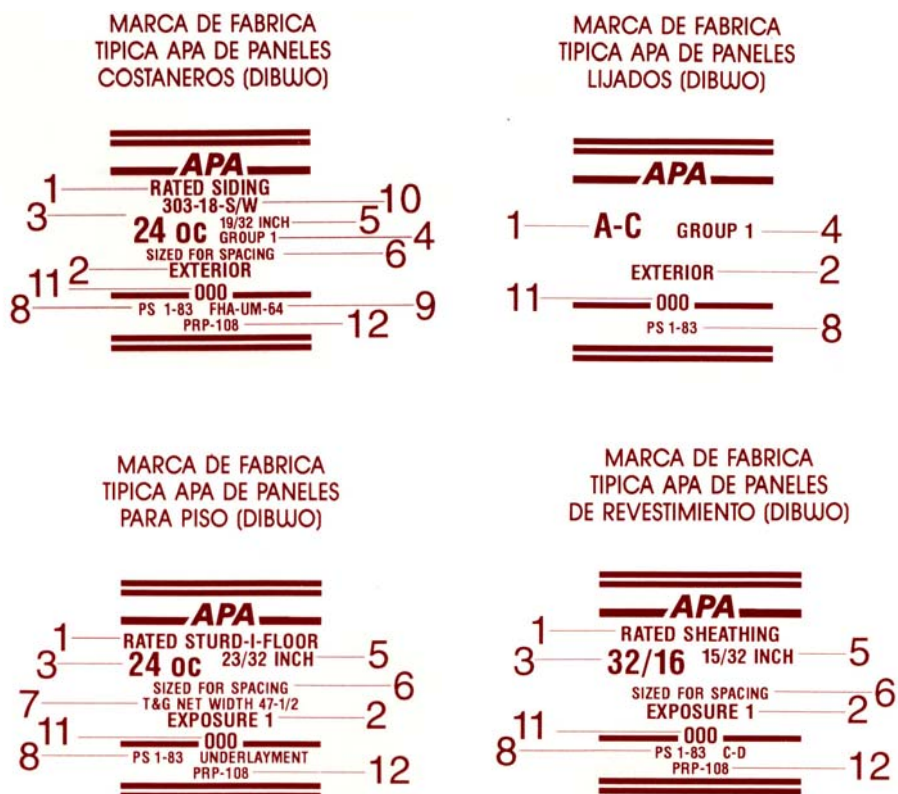 MARCA DE FABRICA
TIPICA APA DE PANELES
COSTANEROS (DIBUJO)
APA
1 RATED SIDING
303-18-S/W 10
3 24 OC 19/32 INCH 5
GROUP 1 4
SIZED FOR SPACING 6
2 EXTERIOR
11 000
8 PS 1-83 FHA-UM-64 9
PRP-108 12
MARCA DE FABRICA
TIPICA APA DE PANELES
LIJADOS (DIBUJO)
APA
1 A-C GROUP 1 4
EXTERIOR 2
11 000
PS 1-83 8
MARCA DE FABRICA
TIPICA APA DE PANELES
PARA PISO (DIBUJO)
APA
1 RATED STURD-I-FLOOR
3 24 OC 23/32 INCH 5
SIZED FOR SPACING 6
7 T&G NET WIDTH 47-1/2
EXPOSURE 1 2
11 000
8 PS 1-83 UNDERLAYMENT
PRP-108 12
MARCA DE FABRICA
TIPICA APA DE PANELES
DE REVESTIMIENTO (DIBUJO)
APA
1 RATED SHEATHING
3 32/16 15/32 INCH 5
SIZED FOR SPACING 6
EXPOSURE 1 2
11 000
8 PS 1-83 C-D
PRP-108 12